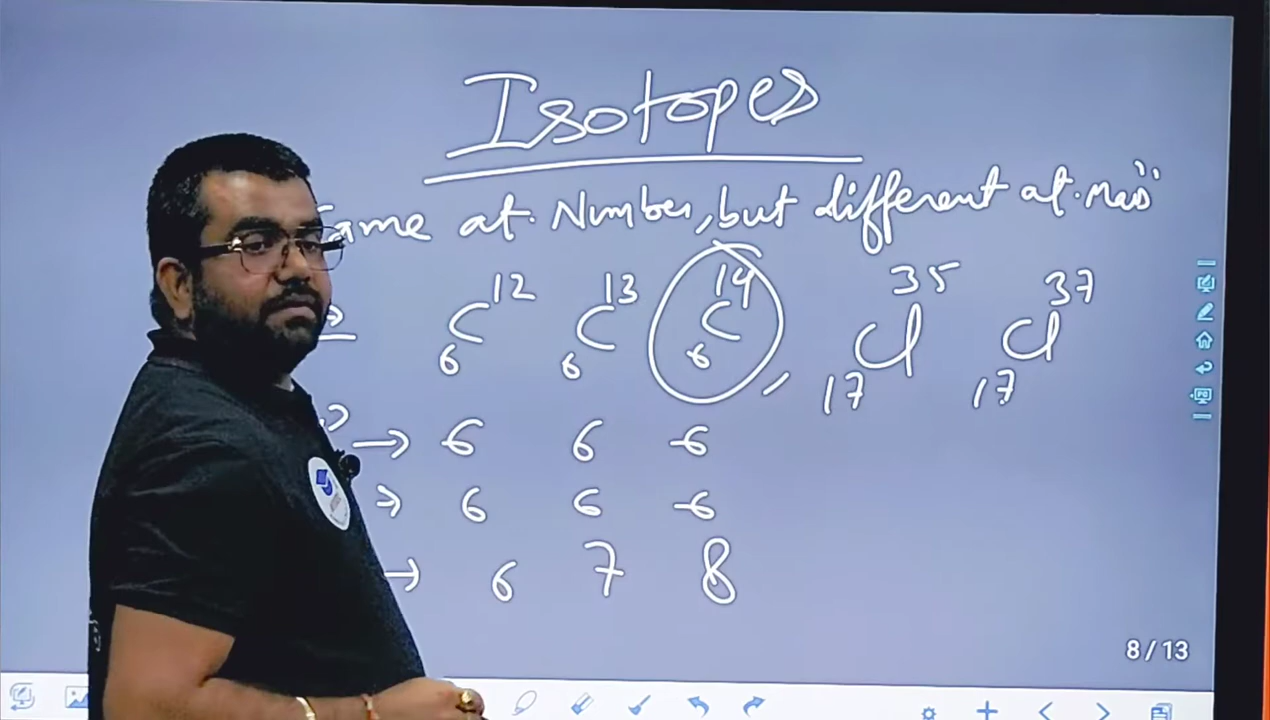 Isotopes
Same at. Number, but different at. Mass"
12 13 14 35 37
C C C , Cl Cl
6 6 6 17 17
→ 6 6 6
→ 6 6 6
→ 6 7 8
8/13